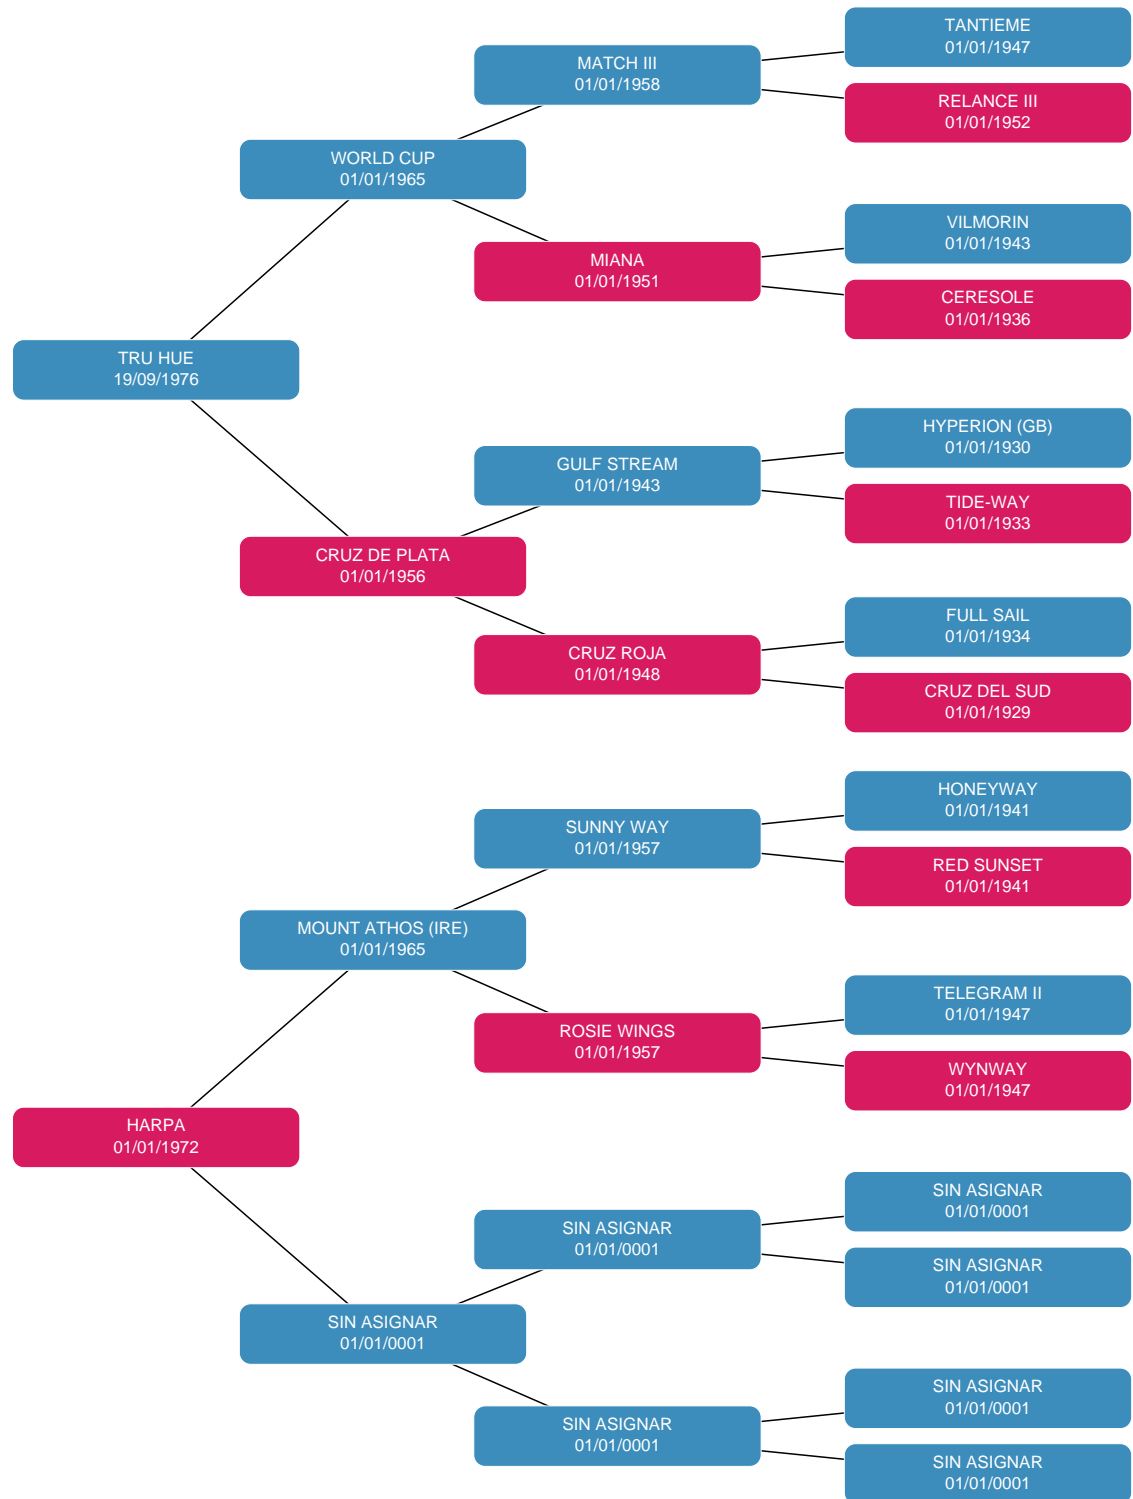 TANTIEME
01/01/1947
MATCH III
01/01/1958
RELANCE III
01/01/1952
WORLD CUP
01/01/1965
VILMORIN
01/01/1943
MIANA
01/01/1951
CERESOLE
01/01/1936
TRU HUE
19/09/1976
HYPERION (GB)
01/01/1930
GULF STREAM
01/01/1943
TIDE-WAY
01/01/1933
CRUZ DE PLATA
01/01/1956
FULL SAIL
01/01/1934
CRUZ ROJA
01/01/1948
CRUZ DEL SUD
01/01/1929
HONEYWAY
01/01/1941
SUNNY WAY
01/01/1957
RED SUNSET
01/01/1941
MOUNT ATHOS (IRE)
01/01/1965
TELEGRAM II
01/01/1947
ROSIE WINGS
01/01/1957
WYNWAY
01/01/1947
HARPA
01/01/1972
SIN ASIGNAR
01/01/0001
SIN ASIGNAR
01/01/0001
SIN ASIGNAR
01/01/0001
SIN ASIGNAR
01/01/0001
SIN ASIGNAR
01/01/0001
SIN ASIGNAR
01/01/0001
SIN ASIGNAR
01/01/0001